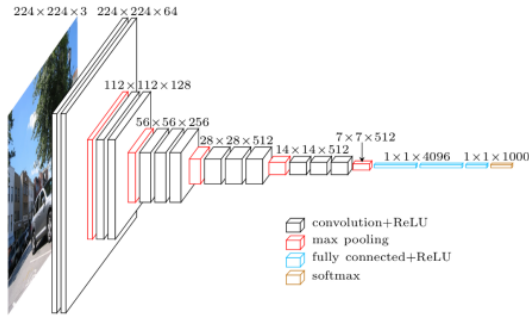 224×224×3
224×224×64
112×112×128
56×56×256
28×28×512
14×14×512
7×7×512
1×1×4096
1×1×1000
convolution+ReLU
max pooling
fully connected+ReLU
softmax